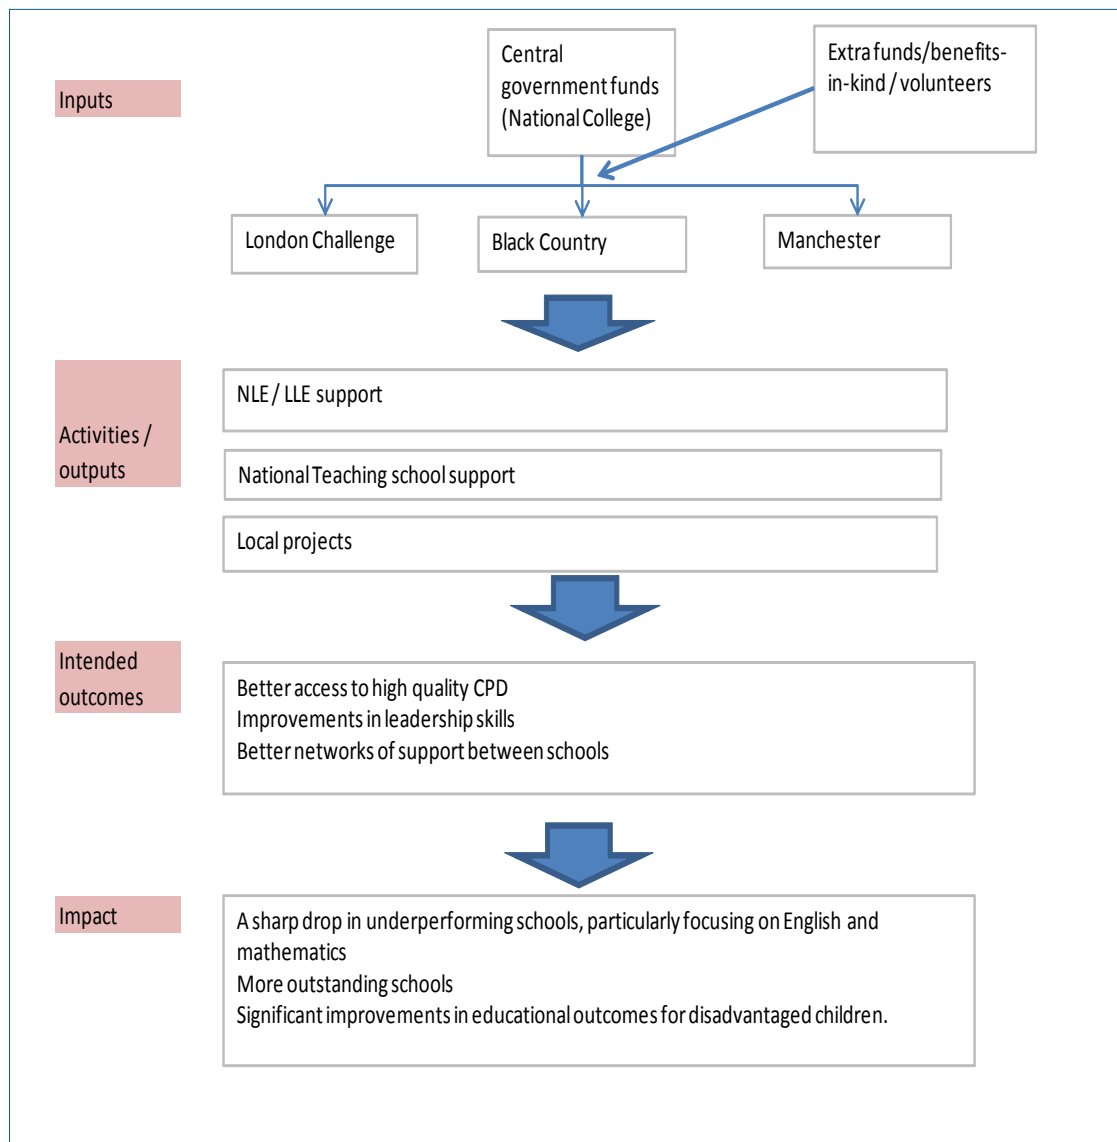 Inputs
Central
government funds
(National College)
Extra funds/benefits-
in-kind / volunteers
London Challenge
Black Country
Manchester
Activities /
outputs
NLE / LLE support
National Teaching school support
Local projects
Intended
outcomes
Better access to high quality CPD
Improvements in leadership skills
Better networks of support between schools
Impact
A sharp drop in underperforming schools, particularly focusing on English and
mathematics
More outstanding schools
Significant improvements in educational outcomes for disadvantaged children.